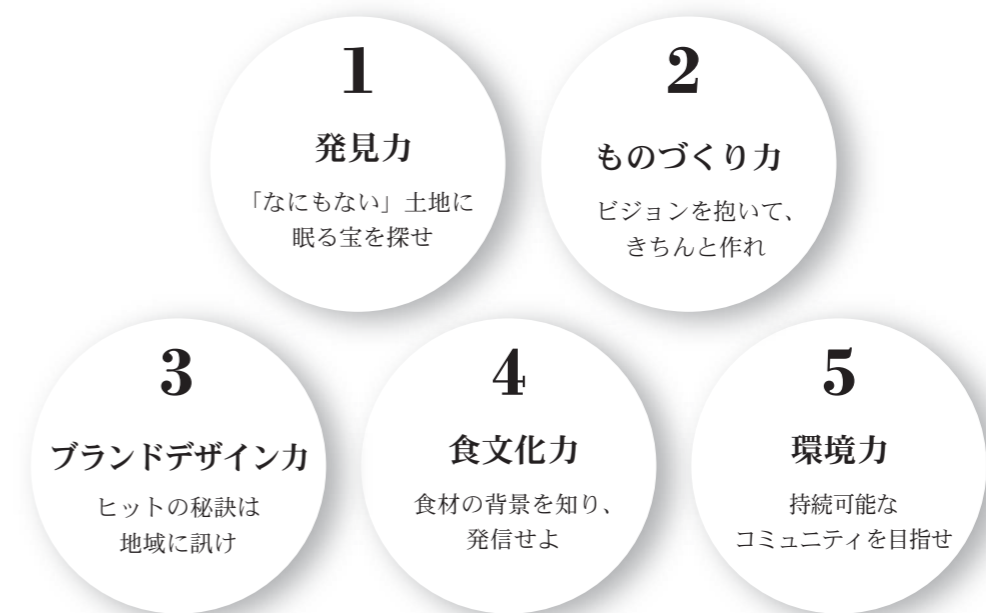 1
発見力
「なにもない」土地に
眠る宝を探せ
2
ものづくり力
ビジョンを抱いて、
きちんと作れ
3
ブランドデザイン力
ヒットの秘訣は
地域に訊け
4
食文化力
食材の背景を知り、
発信せよ
5
環境力
持続可能な
コミュニティを目指せ